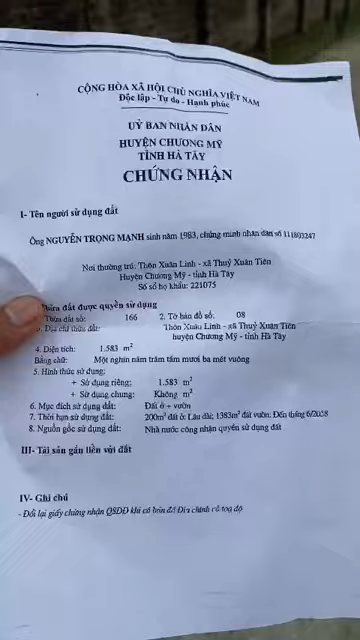 CỘNG HÒA XÃ HỘI CHỦ NGHĨA VIỆT NAM
Độc lập - Tự do - Hạnh phúc
UỶ BAN NHÂN DÂN
HUYỆN CHƯƠNG MỸ
TỈNH HÀ TÂY
CHỨNG NHẬN
I- Tên người sử dụng đất
Ông NGUYỄN TRỌNG MẠNH sinh năm 1983, chứng minh nhân dân số 111803247
Nơi thường trú: Thôn Xuân Linh - xã Thuỷ Xuân Tiên
Huyện Chương Mỹ - tỉnh Hà Tây
Số sổ hộ khẩu: 221075
Thửa đất được quyền sử dụng
Thửa đất số: 166 2. Tờ bản đồ số: 08
3. Địa chỉ thửa đất: Thôn Xuân Linh - xã Thuỷ Xuân Tiên
huyện Chương Mỹ - tỉnh Hà Tây
4. Diện tích: 1.583 m²
Bằng chữ: Một nghìn năm trăm tám mươi ba mét vuông
5. Hình thức sử dụng:
+ Sử dụng riêng: 1.583 m²
+ Sử dụng chung: Không m²
6. Mục đích sử dụng đất: Đất ở + vườn
7. Thời hạn sử dụng đất: 200m² đất ở: Lâu dài; 1383m² đất vườn: Đến tháng 6/2058
8. Nguồn gốc sử dụng đất: Nhà nước công nhận quyền sử dụng đất
III- Tài sản gắn liền với đất
IV- Ghi chú
- Đổi lại giấy chứng nhận QSDĐ khi có bản đồ Địa chính có toạ độ